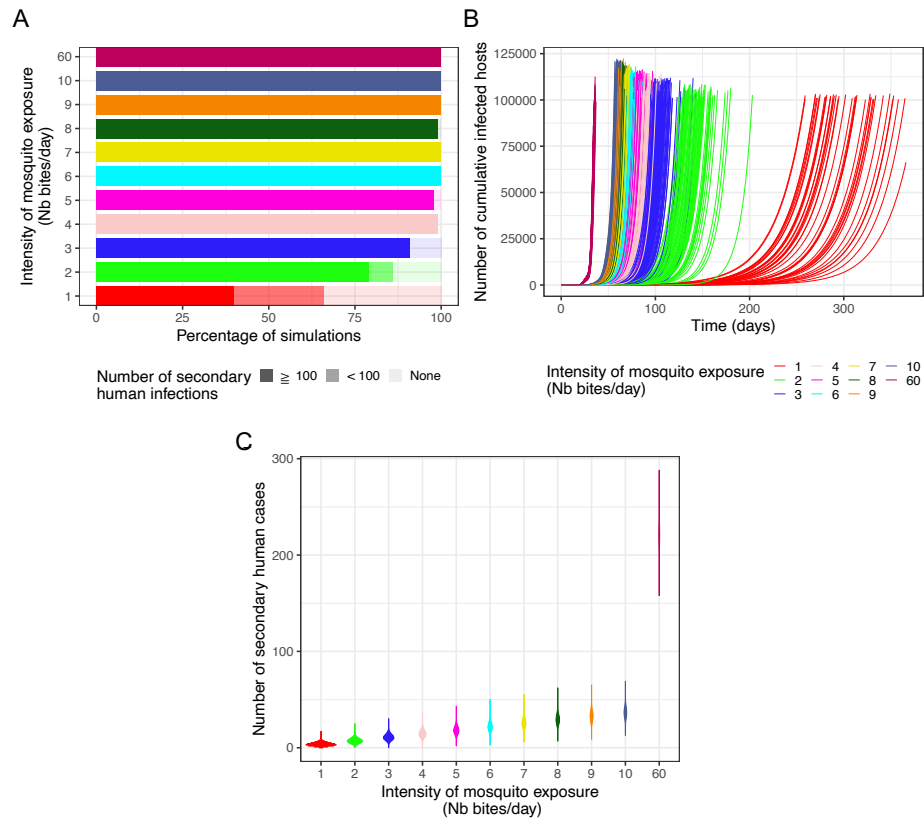 A
Intensity of mosquito exposure
(Nb bites/day)
60
10
9
8
7
6
5
4
3
2
1
0 25 50 75 100
Percentage of simulations
Number of secondary
human infections
≧ 100 < 100 None
B
Number of cumulative infected hosts
125000
100000
75000
50000
25000
0
0 100 200 300
Time (days)
Intensity of mosquito exposure
(Nb bites/day)
1 4 7 10
2 5 8 60
3 6 9
C
Number of secondary human cases
300
200
100
0
1 2 3 4 5 6 7 8 9 10 60
Intensity of mosquito exposure
(Nb bites/day)